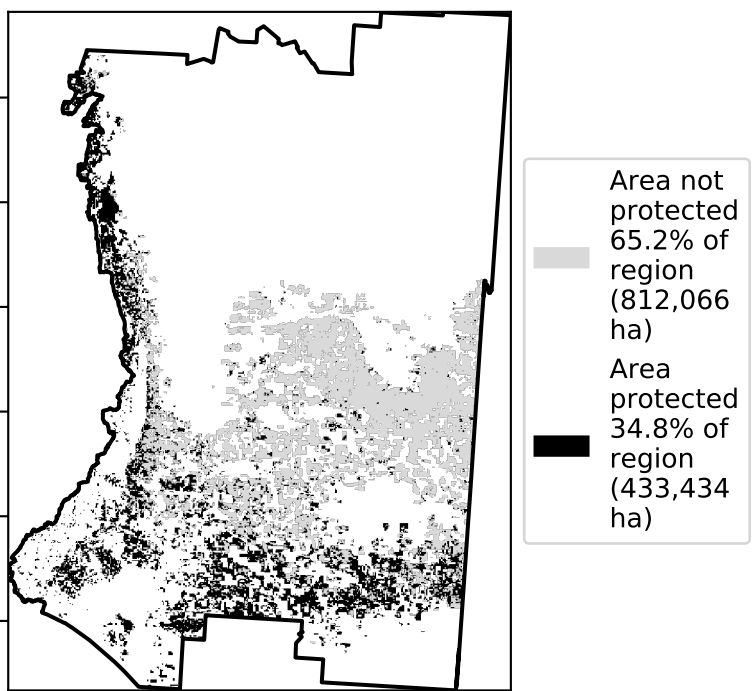 Area not
protected
65.2% of
region
(812,066
ha)
Area
protected
34.8% of
region
(433,434
ha)